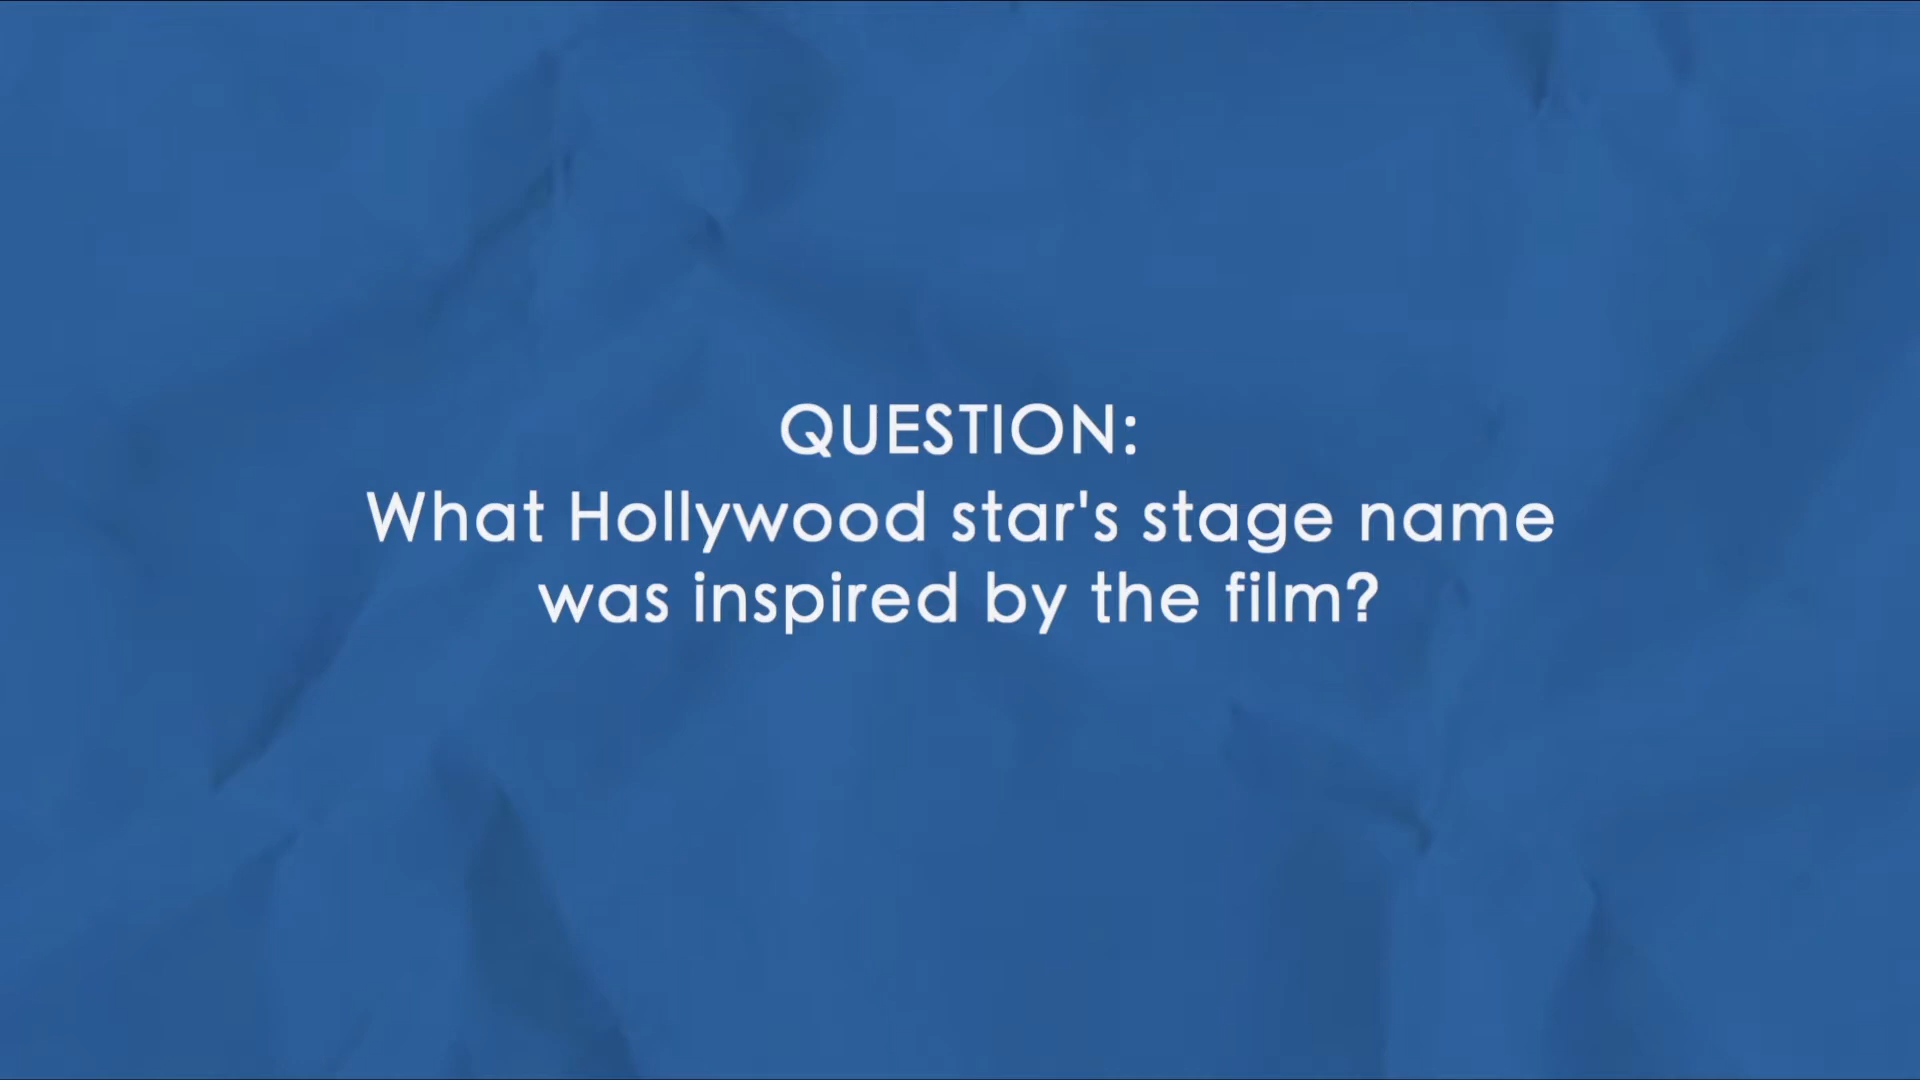 QUESTION:
What Hollywood star's stage name
was inspired by the film?